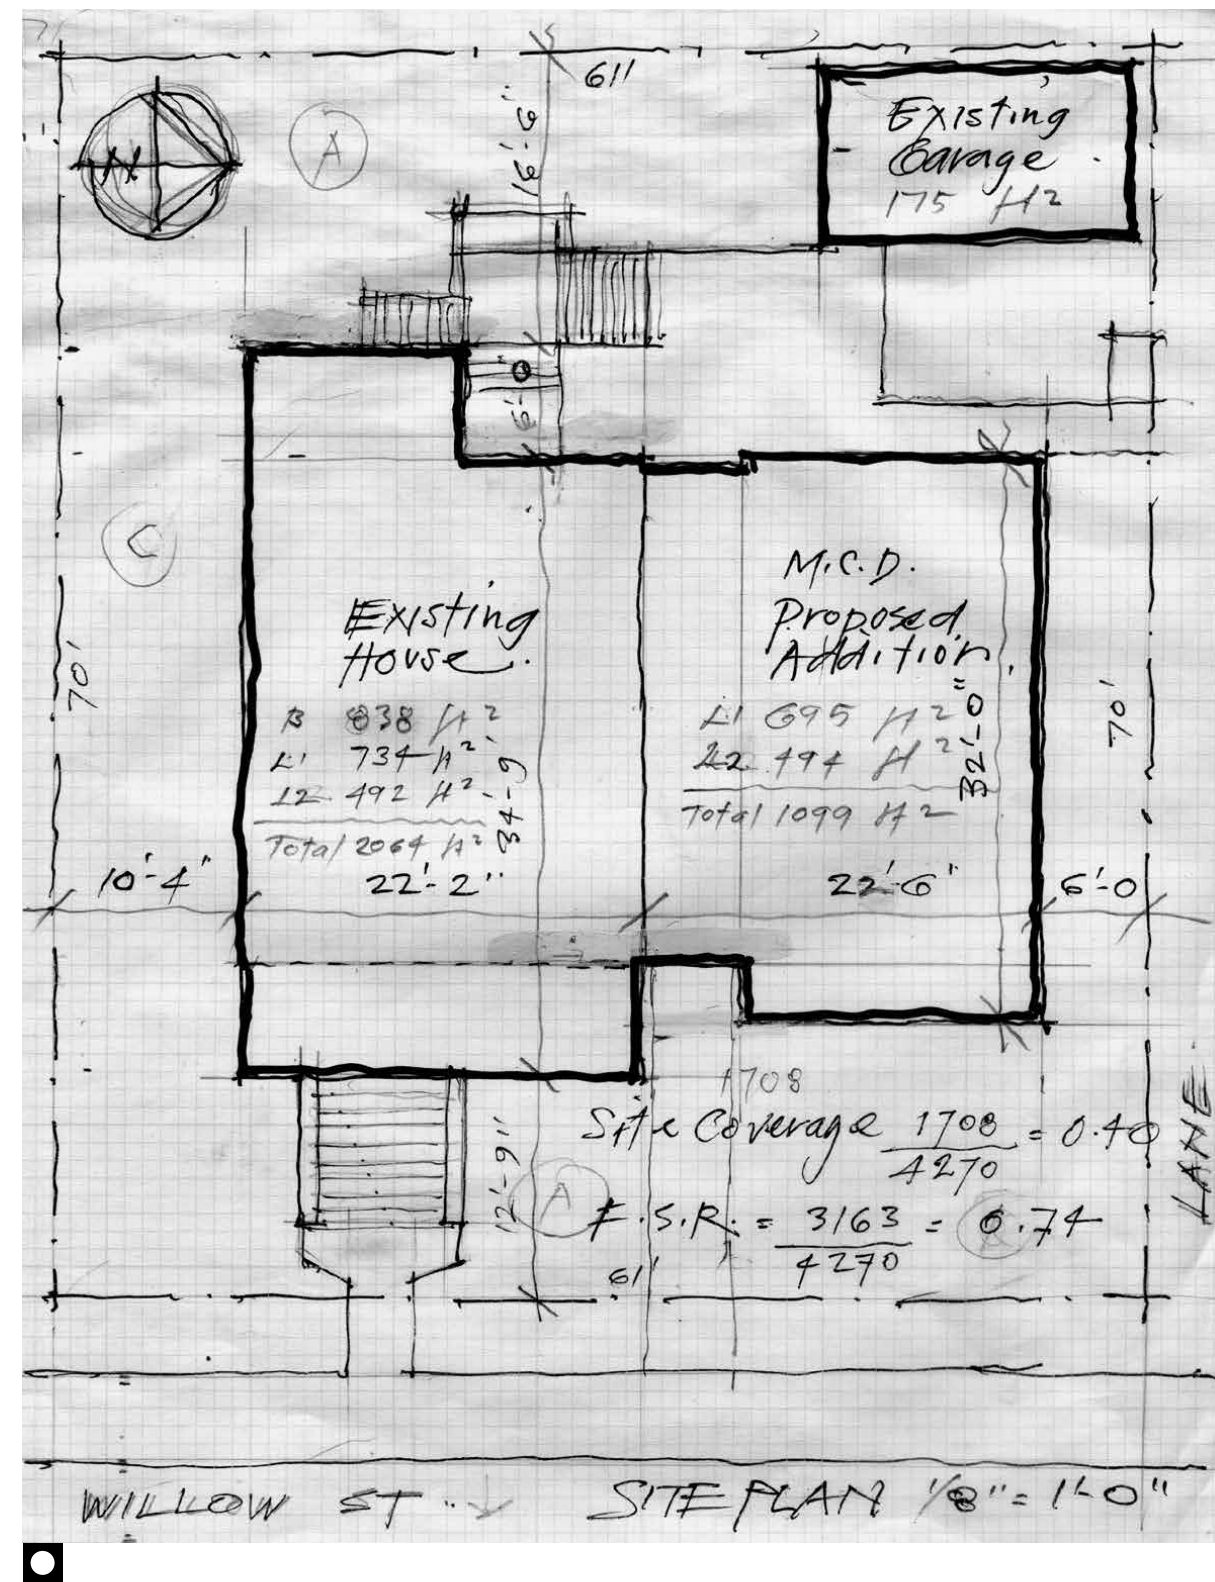 61'
16'-6"
N
A
Existing
Garage
175 ft2
6'-0"
C
M.C.D.
Proposed
Addition.
Existing
House.
70'
70'
B 838 ft2
L1 734 ft2
L2 492 ft2
Total 2064 ft2
34'-9"
L1 695 ft2
L2 494 ft2
Total 1099 ft2
32'-0"
10'-4"
22'-2"
22'-6"
6'-0
1708
Site Coverage 1708 / 4270 = 0.40
F.S.R. = 3163 / 4270 = 0.74
12'-9"
A
61'
LANE
WILLOW ST
SITE PLAN 1/8" = 1'-0"